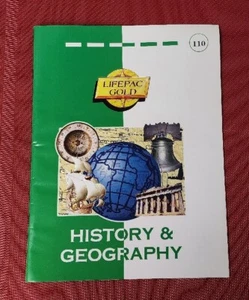 110
LIFEPAC
GOLD
HISTORY &
GEOGRAPHY